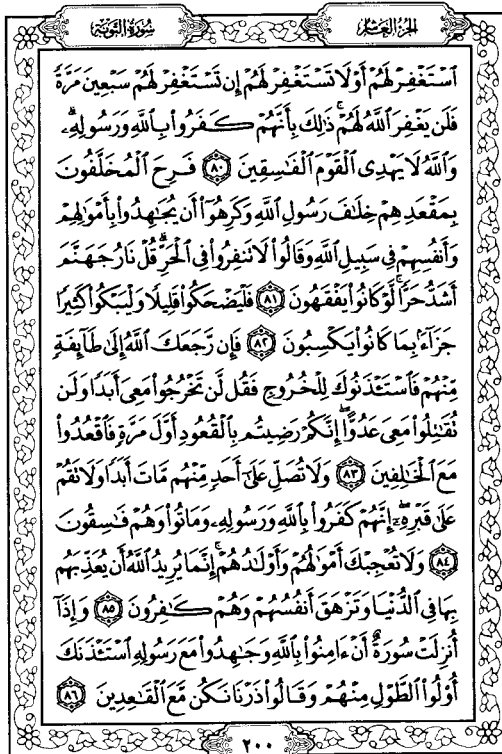 الجزء العاشر
سورة التوبة
ٱسْتَغْفِرْ لَهُمْ أَوْ لَا تَسْتَغْفِرْ لَهُمْ إِن تَسْتَغْفِرْ لَهُمْ سَبْعِينَ مَرَّةً
فَلَن يَغْفِرَ ٱللَّهُ لَهُمْ ۚ ذَٰلِكَ بِأَنَّهُمْ كَفَرُوا۟ بِٱللَّهِ وَرَسُولِهِۦ ۗ
وَٱللَّهُ لَا يَهْدِى ٱلْقَوْمَ ٱلْفَـٰسِقِينَ ٨٠ فَرِحَ ٱلْمُخَلَّفُونَ
بِمَقْعَدِهِمْ خِلَـٰفَ رَسُولِ ٱللَّهِ وَكَرِهُوٓا۟ أَن يُجَـٰهِدُوا۟ بِأَمْوَٰلِهِمْ
وَأَنفُسِهِمْ فِى سَبِيلِ ٱللَّهِ وَقَالُوا۟ لَا تَنفِرُوا۟ فِى ٱلْحَرِّ ۗ قُلْ نَارُ جَهَنَّمَ
أَشَدُّ حَرًّا ۚ لَّوْ كَانُوا۟ يَفْقَهُونَ ٨١ فَلْيَضْحَكُوا۟ قَلِيلًا وَلْيَبْكُوا۟ كَثِيرًا
جَزَآءًۢ بِمَا كَانُوا۟ يَكْسِبُونَ ٨٢ فَإِن رَّجَعَكَ ٱللَّهُ إِلَىٰ طَآئِفَةٍ
مِّنْهُمْ فَٱسْتَـْٔذَنُوكَ لِلْخُرُوجِ فَقُل لَّن تَخْرُجُوا۟ مَعِىَ أَبَدًا وَلَن
تُقَـٰتِلُوا۟ مَعِىَ عَدُوًّا ۖ إِنَّكُمْ رَضِيتُم بِٱلْقُعُودِ أَوَّلَ مَرَّةٍ فَٱقْعُدُوا۟
مَعَ ٱلْخَـٰلِفِينَ ٨٣ وَلَا تُصَلِّ عَلَىٰٓ أَحَدٍ مِّنْهُم مَّاتَ أَبَدًا وَلَا تَقُمْ
عَلَىٰ قَبْرِهِۦٓ ۖ إِنَّهُمْ كَفَرُوا۟ بِٱللَّهِ وَرَسُولِهِۦ وَمَاتُوا۟ وَهُمْ فَـٰسِقُونَ
٨٤ وَلَا تُعْجِبْكَ أَمْوَٰلُهُمْ وَأَوْلَـٰدُهُمْ ۚ إِنَّمَا يُرِيدُ ٱللَّهُ أَن يُعَذِّبَهُم
بِهَا فِى ٱلدُّنْيَا وَتَزْهَقَ أَنفُسُهُمْ وَهُمْ كَـٰفِرُونَ ٨٥ وَإِذَآ
أُنزِلَتْ سُورَةٌ أَنْ ءَامِنُوا۟ بِٱللَّهِ وَجَـٰهِدُوا۟ مَعَ رَسُولِهِ ٱسْتَـْٔذَنَكَ
أُو۟لُوا۟ ٱلطَّوْلِ مِنْهُمْ وَقَالُوا۟ ذَرْنَا نَكُن مَّعَ ٱلْقَـٰعِدِينَ ٨٦
٢٠٠